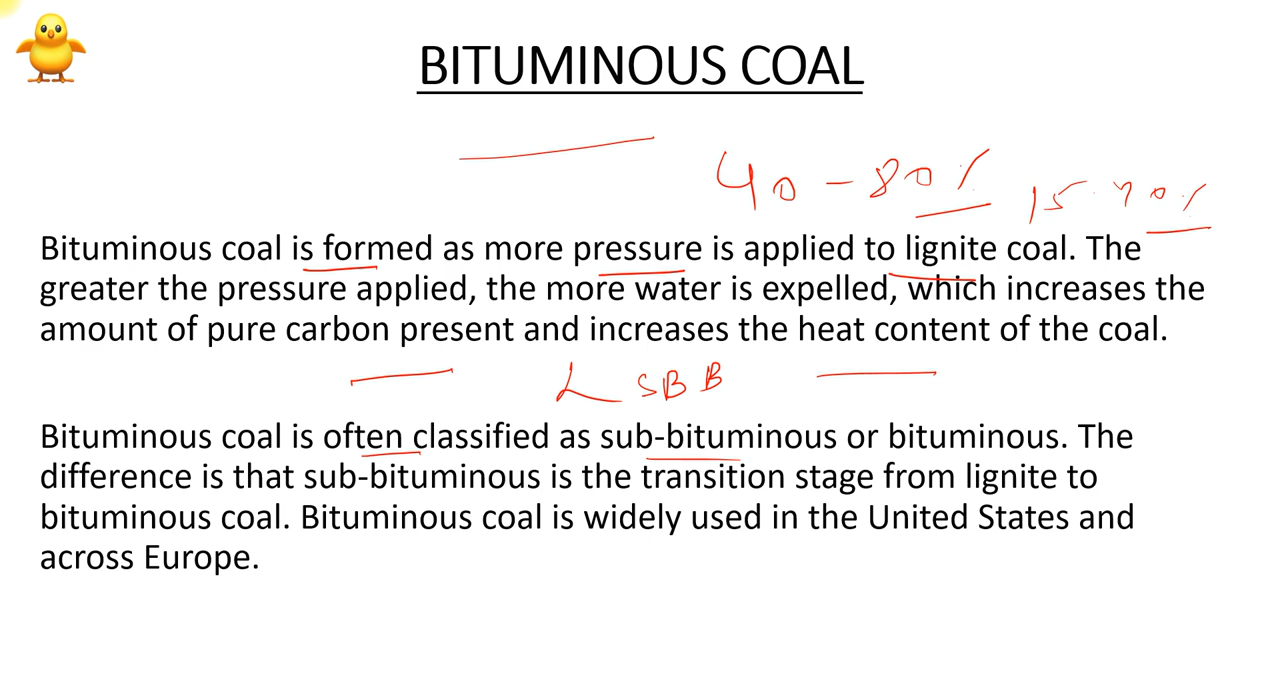 BITUMINOUS COAL
40 - 80%
Bituminous coal is formed as more pressure is applied to lignite coal. The
greater the pressure applied, the more water is expelled, which increases the
amount of pure carbon present and increases the heat content of the coal.
L SB B
Bituminous coal is often classified as sub-bituminous or bituminous. The
difference is that sub-bituminous is the transition stage from lignite to
bituminous coal. Bituminous coal is widely used in the United States and
across Europe.